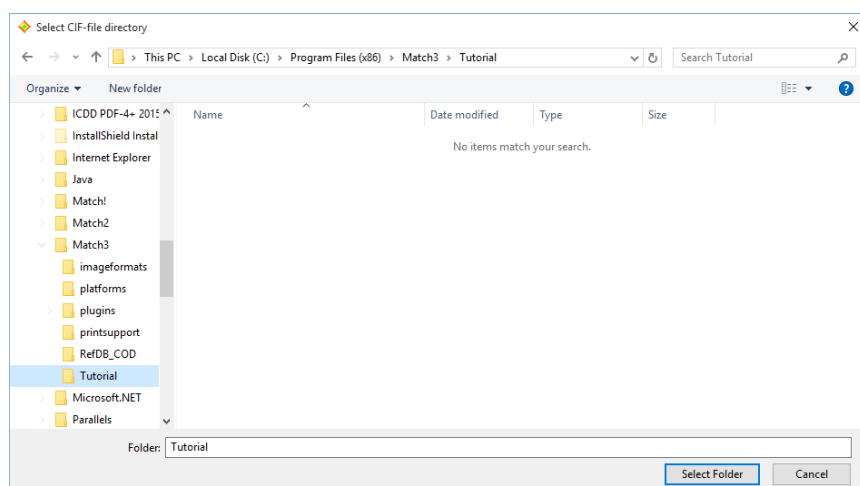 Select CIF-file directory
This PC > Local Disk (C:) > Program Files (x86) > Match3 > Tutorial
Search Tutorial
Organize
New folder
Name
Date modified
Type
Size
No items match your search.
ICDD PDF-4+ 2015
InstallShield Instal
Internet Explorer
Java
Match!
Match2
Match3
imageformats
platforms
plugins
printsupport
RefDB_COD
Tutorial
Microsoft.NET
Parallels
Folder: Tutorial
Select Folder
Cancel